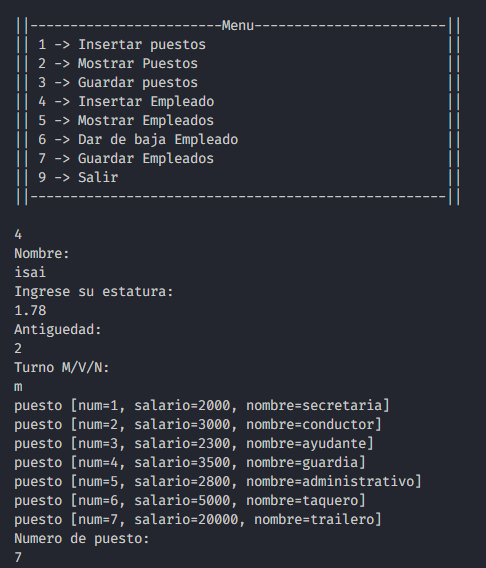 ||------------------------Menu------------------------||
|| 1 -> Insertar puestos                              ||
|| 2 -> Mostrar Puestos                               ||
|| 3 -> Guardar puestos                               ||
|| 4 -> Insertar Empleado                             ||
|| 5 -> Mostrar Empleados                             ||
|| 6 -> Dar de baja Empleado                          ||
|| 7 -> Guardar Empleados                             ||
|| 9 -> Salir                                         ||
||----------------------------------------------------||
4
Nombre:
isai
Ingrese su estatura:
1.78
Antiguedad:
2
Turno M/V/N:
m
puesto [num=1, salario=2000, nombre=secretaria]
puesto [num=2, salario=3000, nombre=conductor]
puesto [num=3, salario=2300, nombre=ayudante]
puesto [num=4, salario=3500, nombre=guardia]
puesto [num=5, salario=2800, nombre=administrativo]
puesto [num=6, salario=5000, nombre=taquero]
puesto [num=7, salario=20000, nombre=trailero]
Numero de puesto:
7